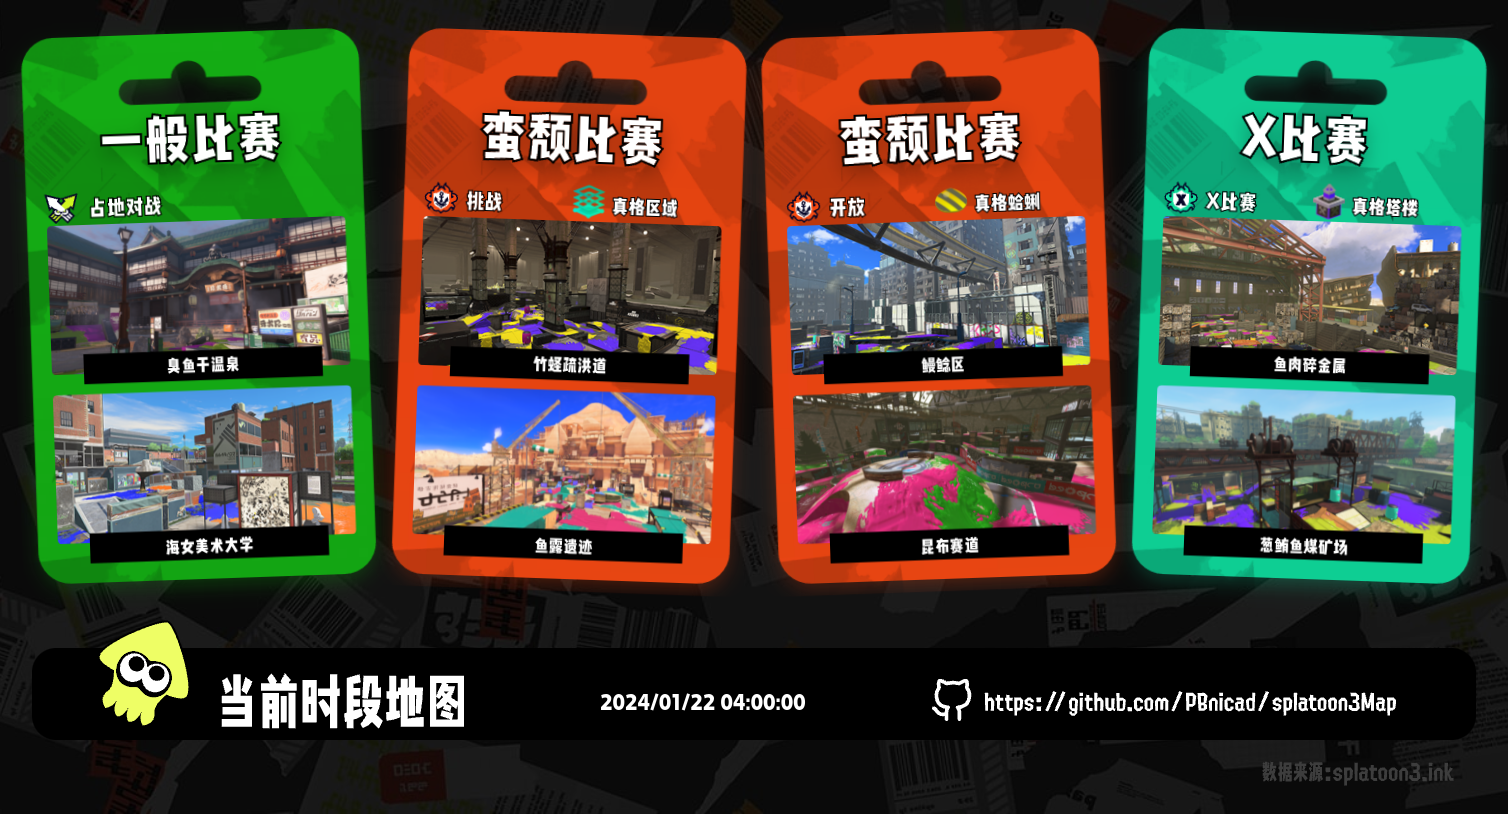 一般比赛
占地对战
臭鱼干温泉
海女美术大学
蛮颓比赛
挑战
真格区域
竹蛏疏洪道
鱼露遗迹
蛮颓比赛
开放
真格蛤蜊
鳗鲶区
昆布赛道
X比赛
X比赛
真格塔楼
鱼肉碎金属
葱鲔鱼煤矿场
当前时段地图
2024/01/22 04:00:00
https://github.com/PBnicad/splatoon3Map
数据来源:splatoon3.ink